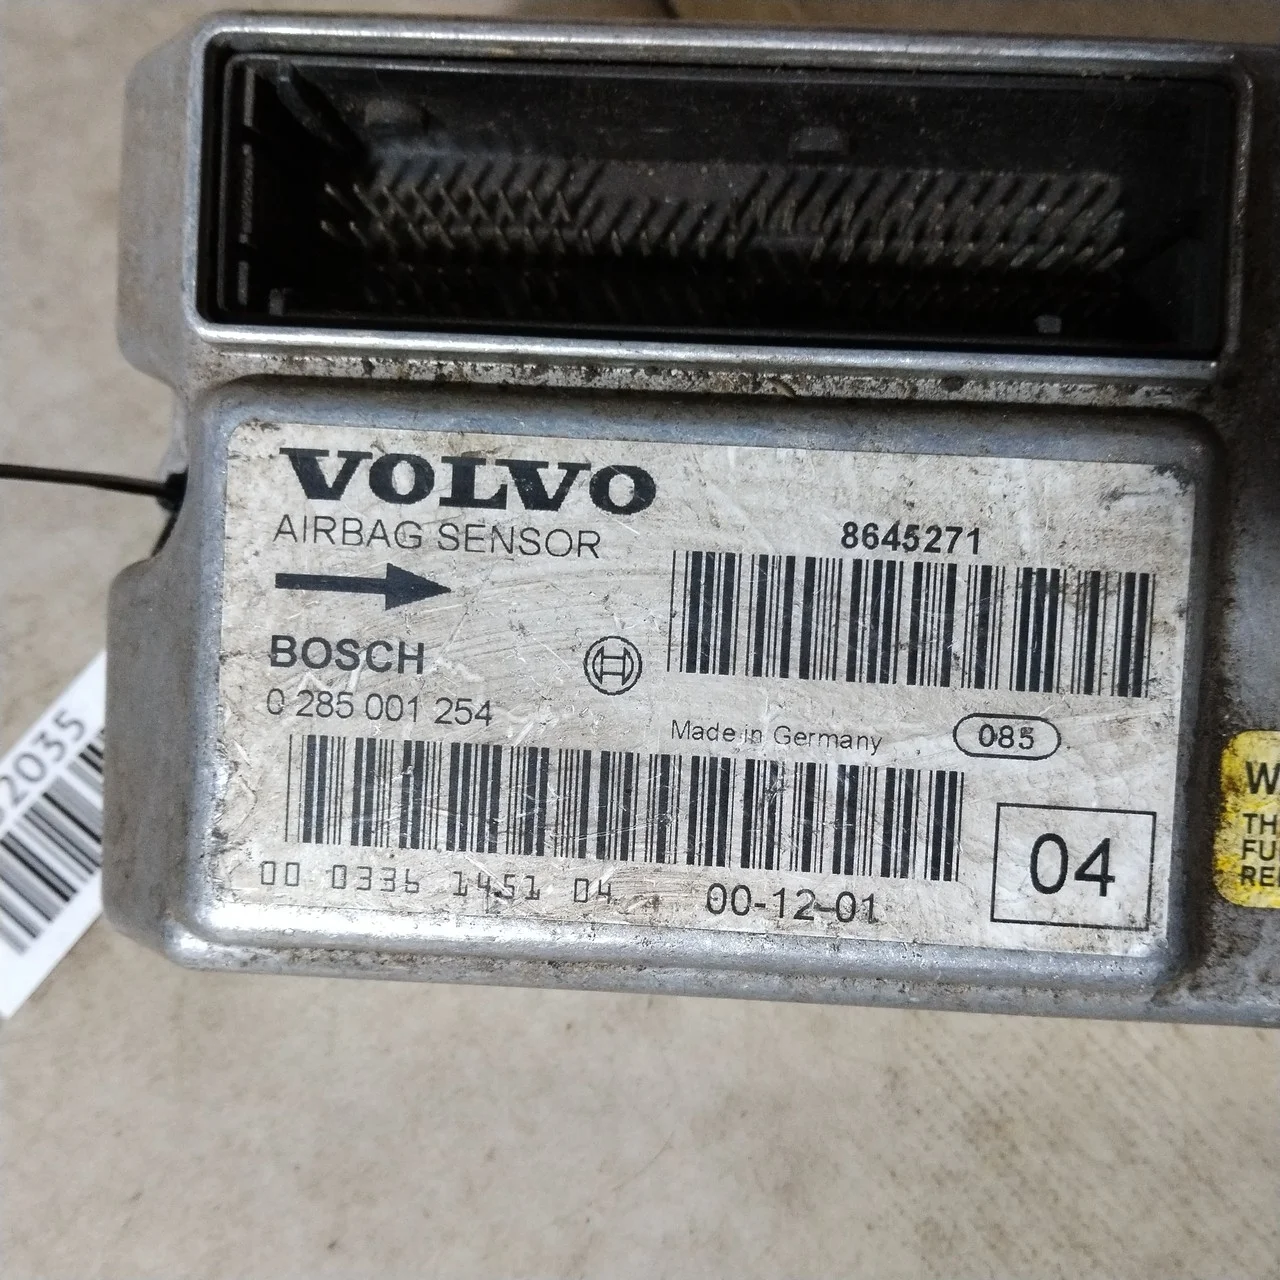 VOLVO
AIRBAG SENSOR
8645271
BOSCH
0 285 001 254
Made in Germany
085
00 0336 1451 04
00-12-01
04
2035
W
TH
FU
RE